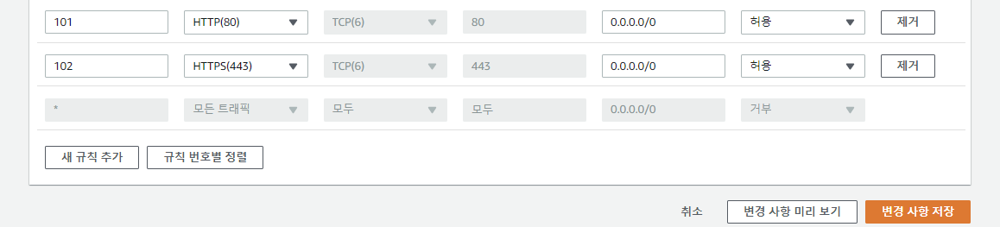 101 HTTP(80) TCP(6) 80 0.0.0.0/0 허용 제거
102 HTTPS(443) TCP(6) 443 0.0.0.0/0 허용 제거
* 모든 트래픽 모두 모두 0.0.0.0/0 거부
새 규칙 추가 규칙 번호별 정렬
취소 변경 사항 미리 보기 변경 사항 저장